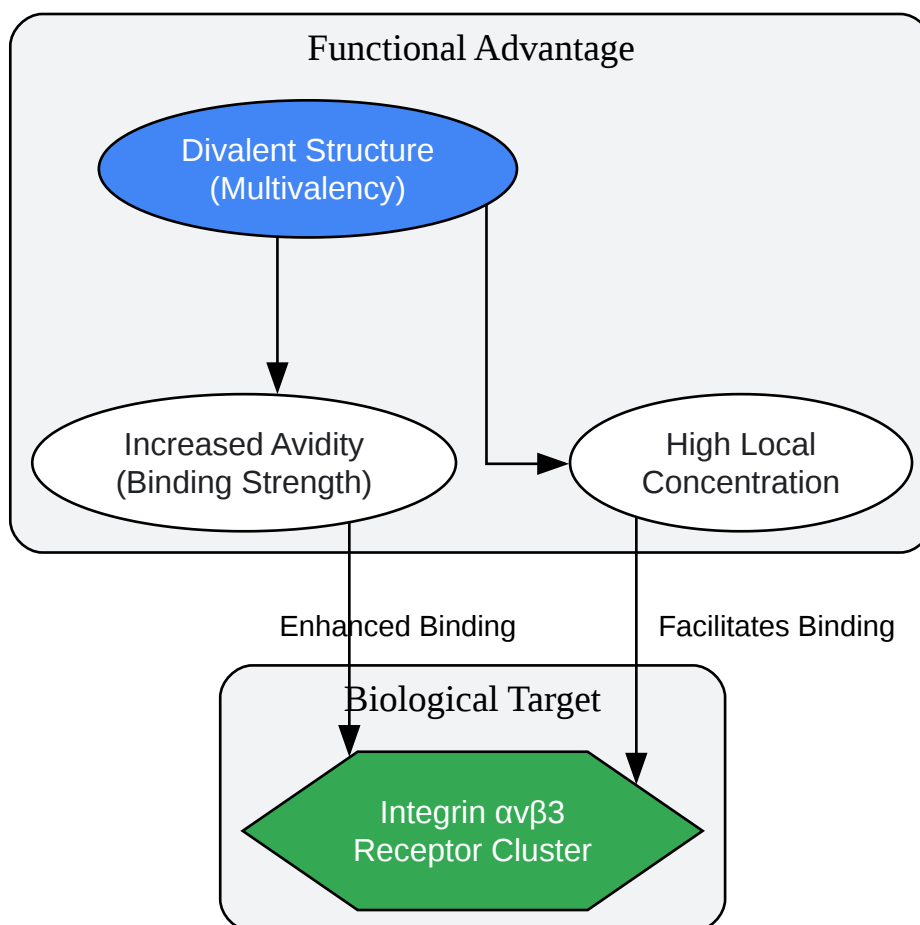 Functional Advantage
Divalent Structure
(Multivalency)
Increased Avidity
(Binding Strength)
High Local
Concentration
Enhanced Binding
Facilitates Binding
Biological Target
Integrin αvβ3
Receptor Cluster